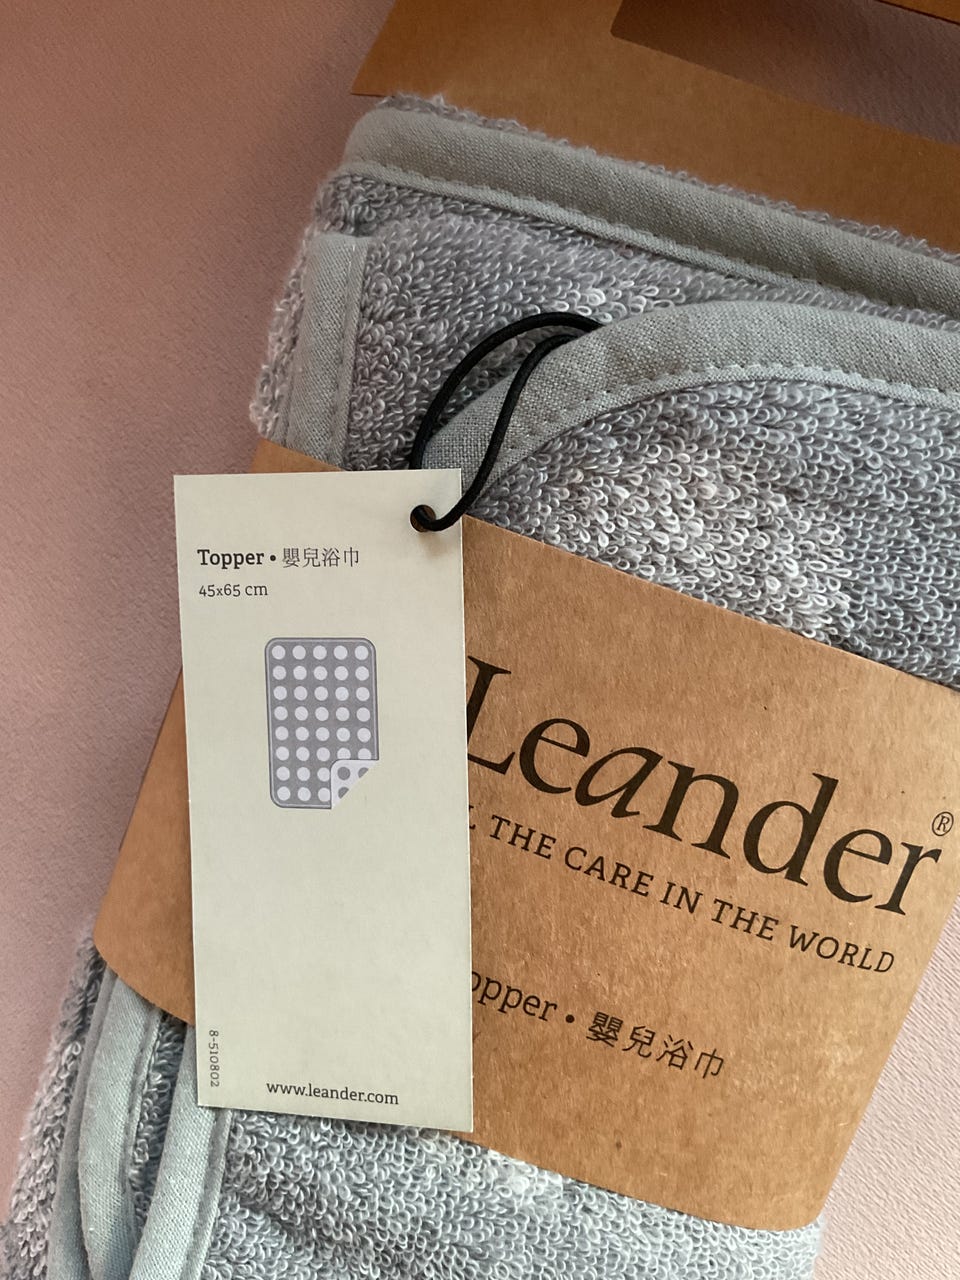 Topper • 嬰兒浴巾
45x65 cm
8-510802
www.leander.com
Leander®
THE CARE IN THE WORLD
opper • 嬰兒浴巾